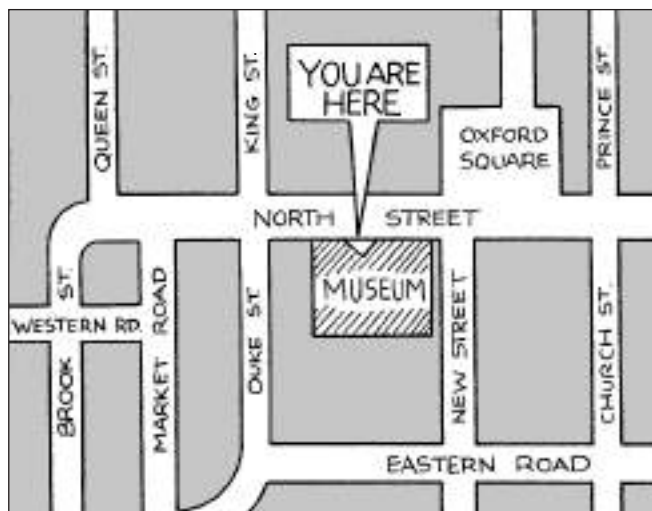 QUEEN ST.
KING ST.
YOU ARE
HERE
OXFORD
SQUARE
PRINCE ST.
NORTH STREET
MUSEUM
BROOK ST.
WESTERN RD.
MARKET ROAD
DUKE ST.
NEW STREET
CHURCH ST.
EASTERN ROAD